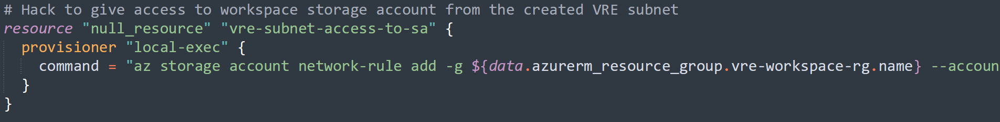 # Hack to give access to workspace storage account from the created VRE subnet
resource "null_resource" "vre-subnet-access-to-sa" {
  provisioner "local-exec" {
    command = "az storage account network-rule add -g ${data.azurerm_resource_group.vre-workspace-rg.name} --accoun
  }
}